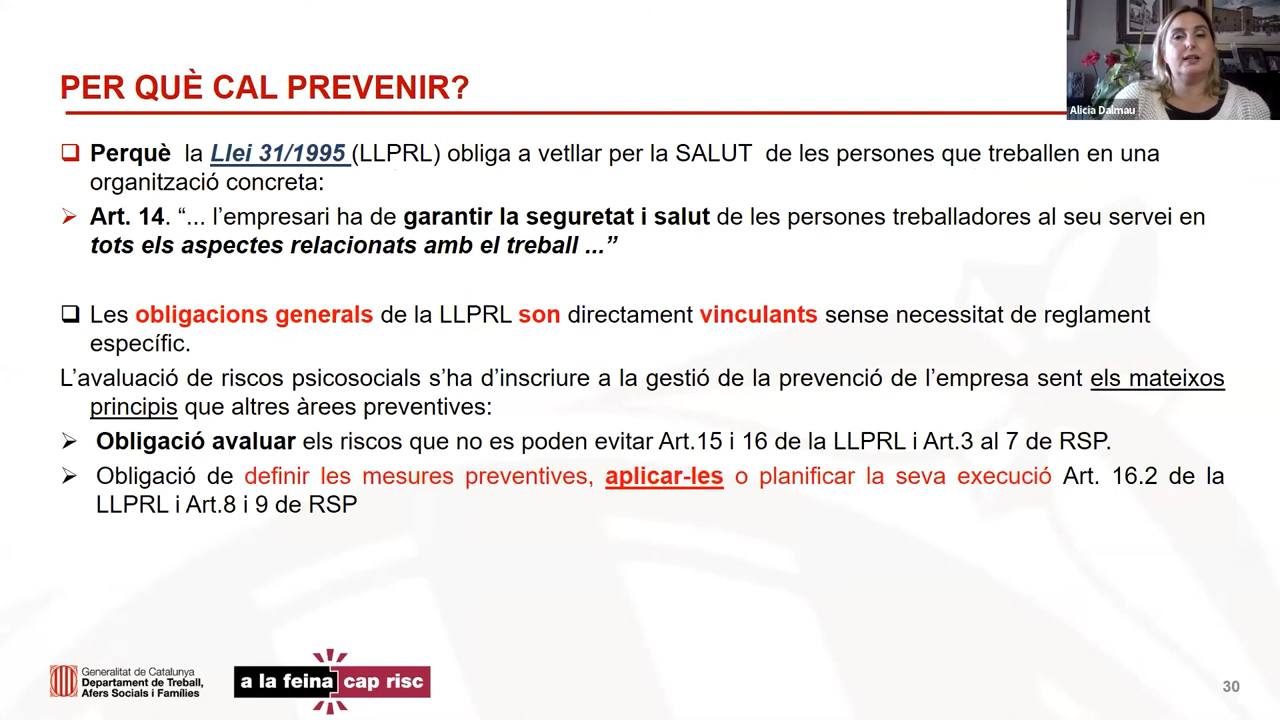 PER QUÈ CAL PREVENIR?
Alicia Dalmau
Perquè la Llei 31/1995 (LLPRL) obliga a vetllar per la SALUT de les persones que treballen en una
organització concreta:
Art. 14. “... l’empresari ha de garantir la seguretat i salut de les persones treballadores al seu servei en
tots els aspectes relacionats amb el treball ...”
Les obligacions generals de la LLPRL son directament vinculants sense necessitat de reglament
específic.
L’avaluació de riscos psicosocials s’ha d’inscriure a la gestió de la prevenció de l’empresa sent els mateixos
principis que altres àrees preventives:
Obligació avaluar els riscos que no es poden evitar Art.15 i 16 de la LLPRL i Art.3 al 7 de RSP.
Obligació de definir les mesures preventives, aplicar-les o planificar la seva execució Art. 16.2 de la
LLPRL i Art.8 i 9 de RSP
Generalitat de Catalunya
Departament de Treball,
Afers Socials i Famílies
a la feina cap risc
30